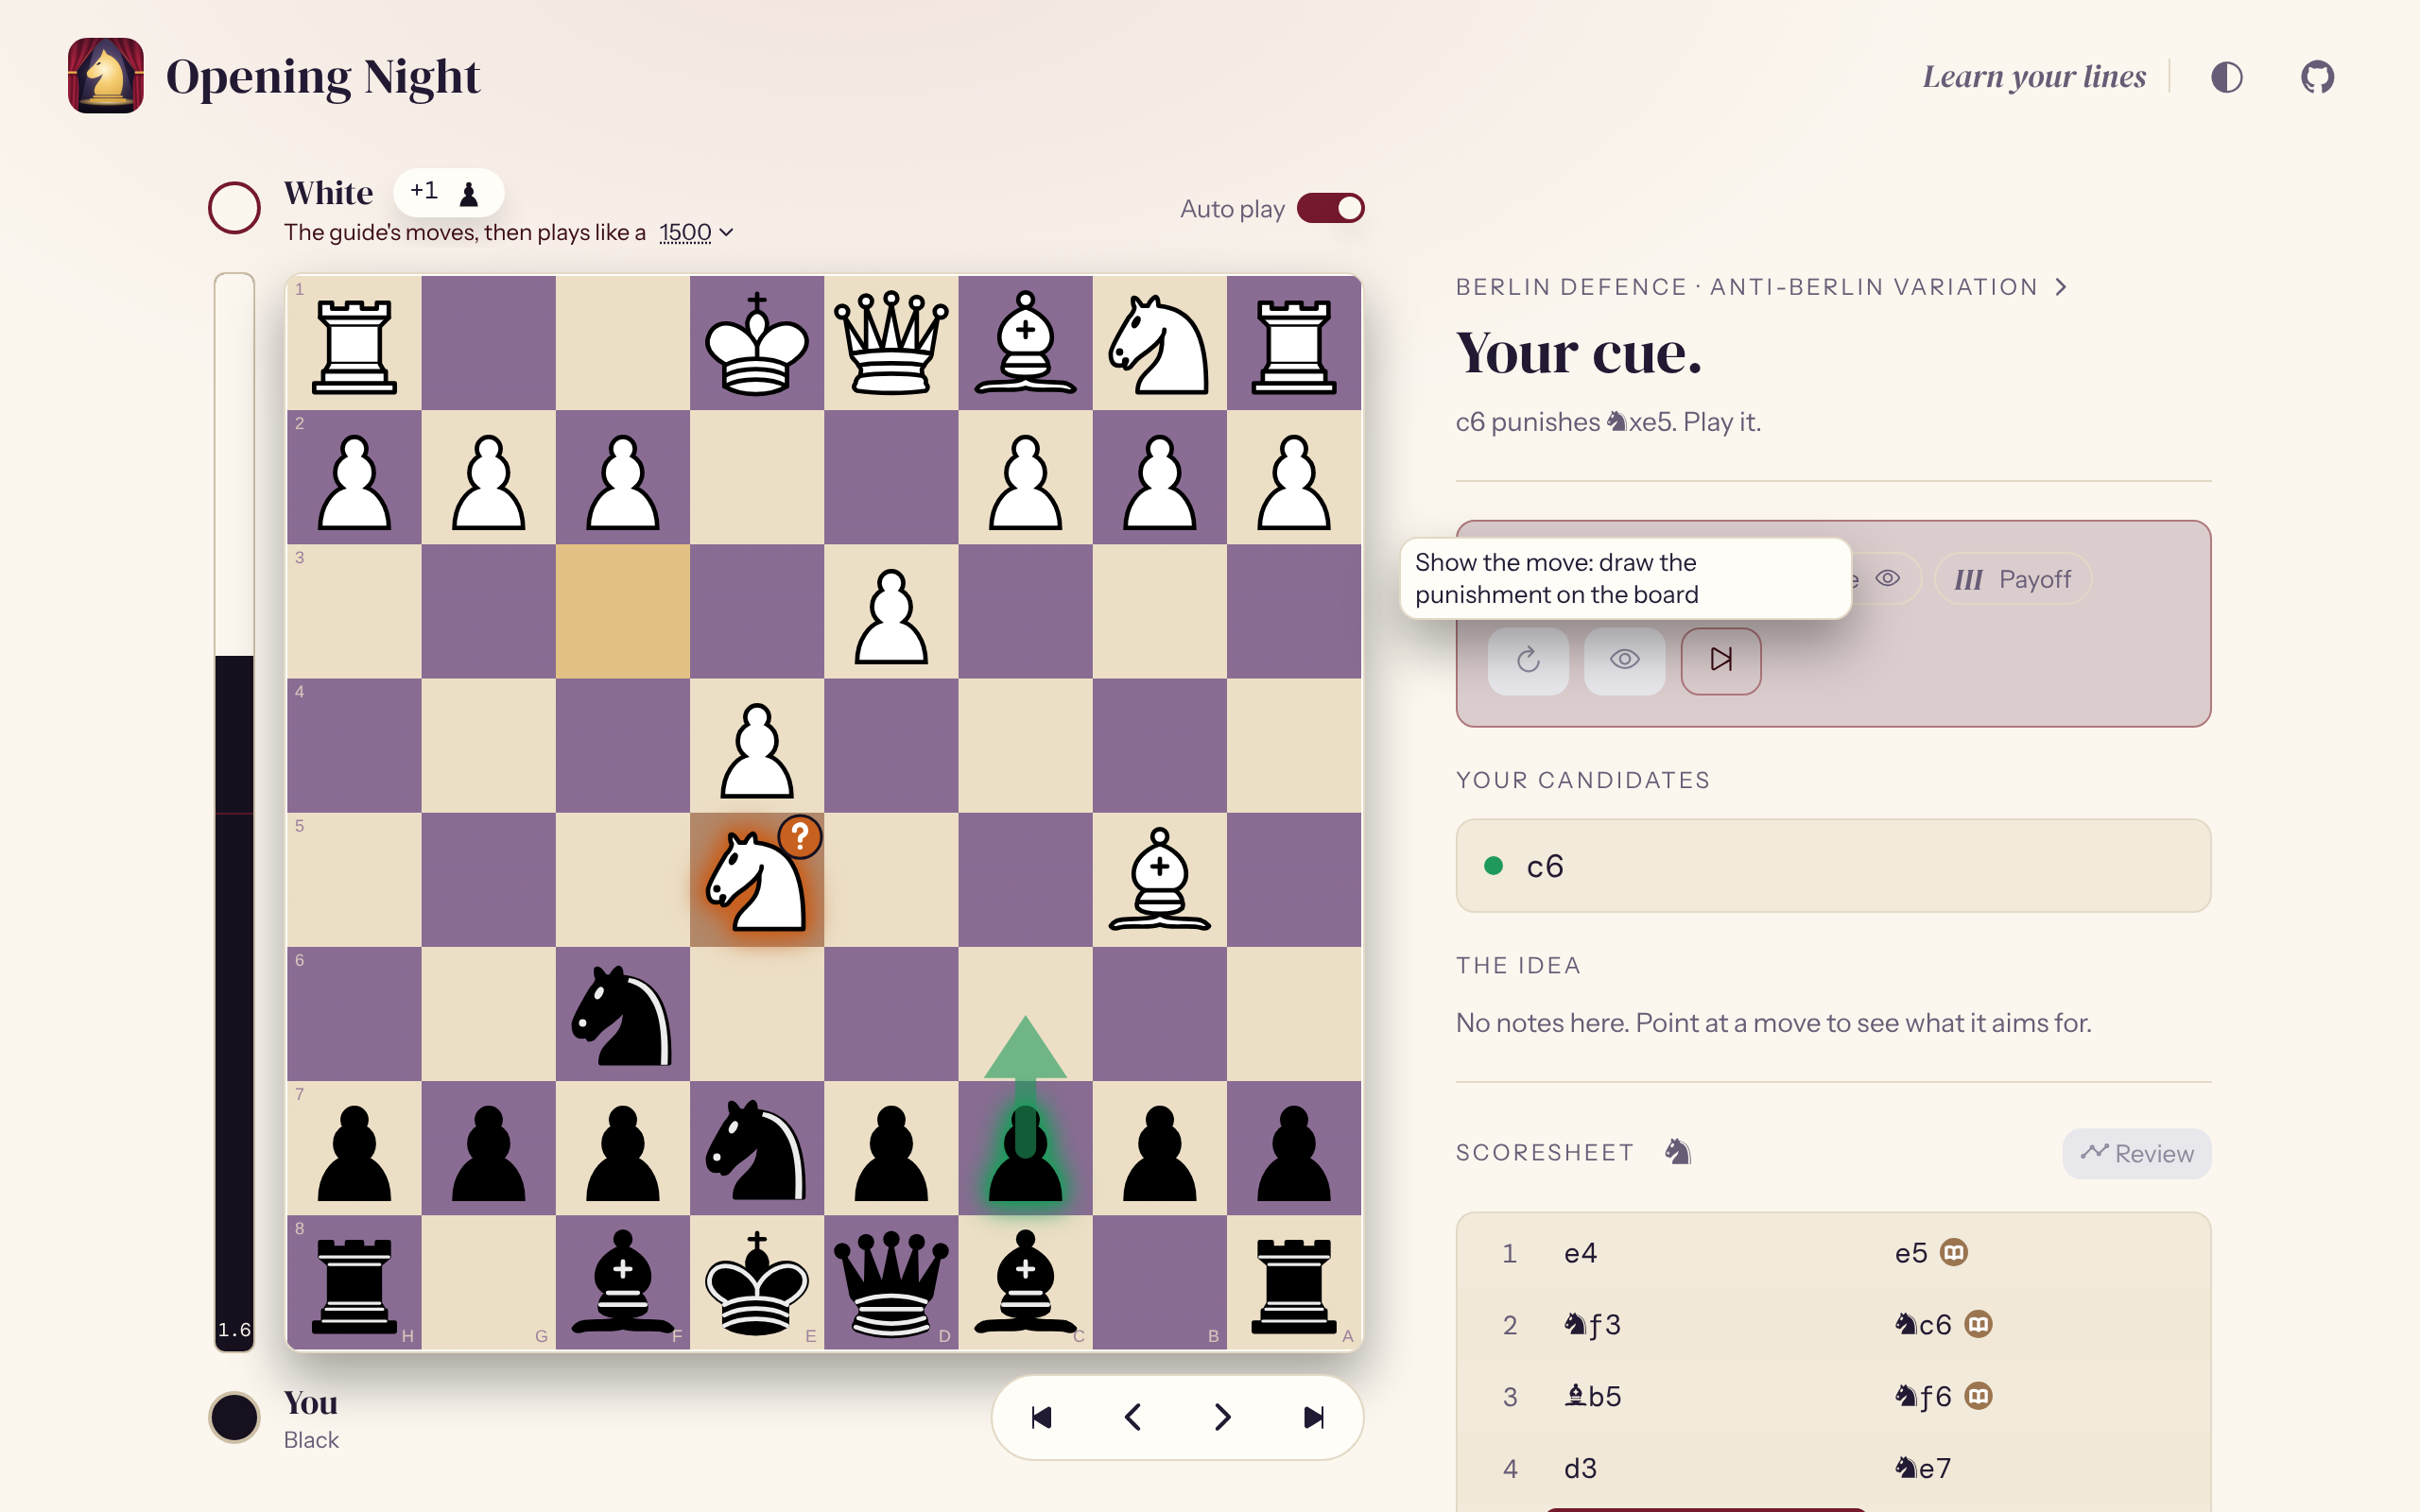 Opening Night
Learn your lines
White +1
The guide's moves, then plays like a 1500
Auto play
BERLIN DEFENCE · ANTI-BERLIN VARIATION
Your cue.
c6 punishes ♞xe5. Play it.
Show the move: draw the
punishment on the board
III Payoff
YOUR CANDIDATES
c6
THE IDEA
No notes here. Point at a move to see what it aims for.
SCORESHEET ♞
Review
1 e4 e5
2 ♞ƒ3 ♞c6
3 ♝b5 ♞ƒ6
4 d3 ♞e7
1
2
3
4
5
?
6
7
8
H G F E D C B A
1.6
You
Black